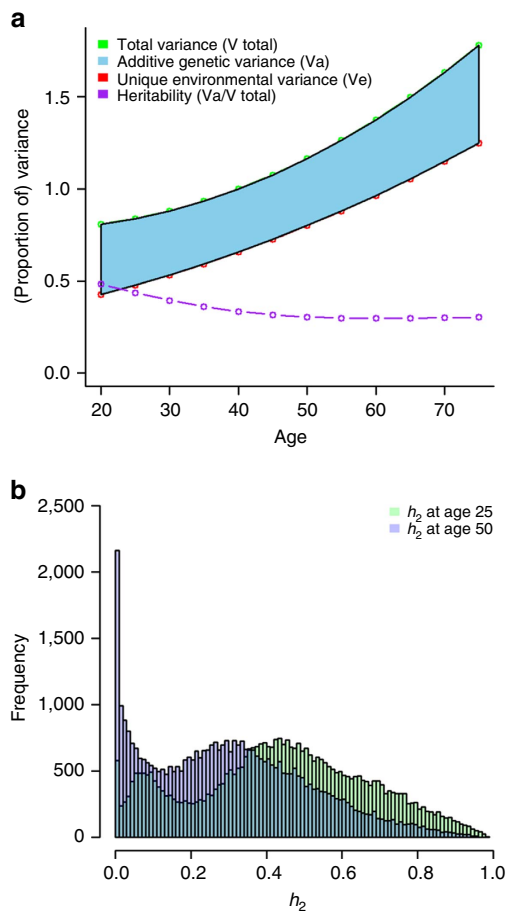 a
Total variance (V total)
Additive genetic variance (Va)
Unique environmental variance (Ve)
Heritability (Va/V total)
(Proportion of) variance
1.5
1.0
0.5
0.0
20 30 40 50 60 70
Age
b
h2 at age 25
h2 at age 50
Frequency
2,500
2,000
1,500
1,000
500
0
0.0 0.2 0.4 0.6 0.8 1.0
h2